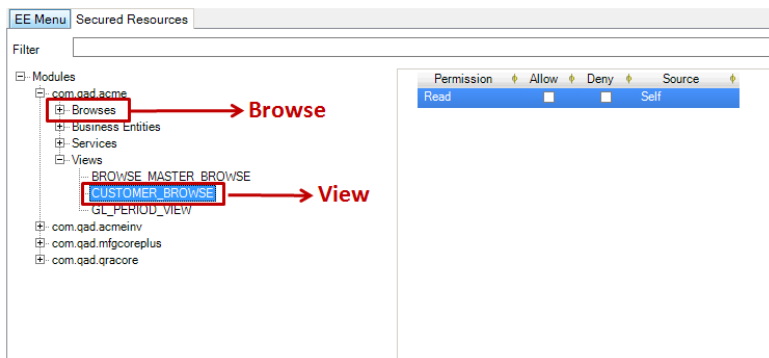 EE Menu Secured Resources
Filter
Modules
com.qad.acme
Browses
Browse
Business Entities
Services
Views
BROWSE_MASTER_BROWSE
CUSTOMER_BROWSE
View
GL_PERIOD_VIEW
com.qad.acmeinv
com.qad.mfgcoreplus
com.qad.qracore
Permission Allow Deny Source
Read Self